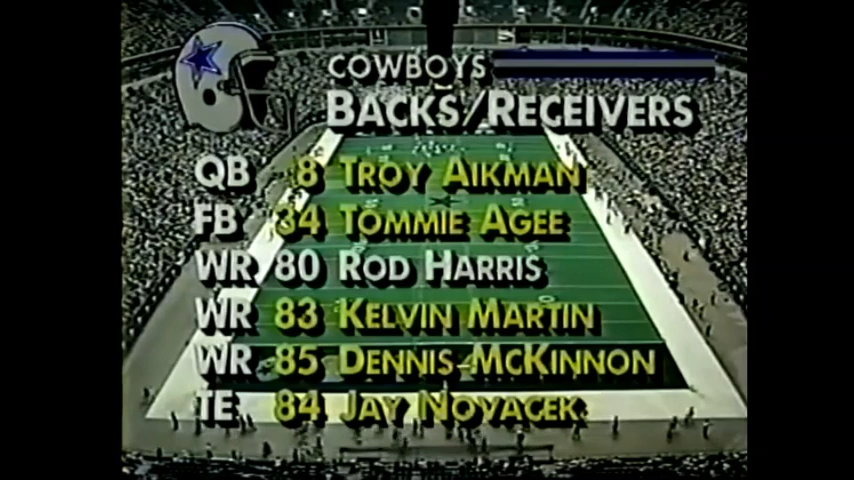 COWBOYS
BACKS/RECEIVERS
QB 8 TROY AIKMAN
FB 34 TOMMIE AGEE
WR 80 ROD HARRIS
WR 83 KELVIN MARTIN
WR 85 DENNIS MCKINNON
TE 84 JAY NOVACEK